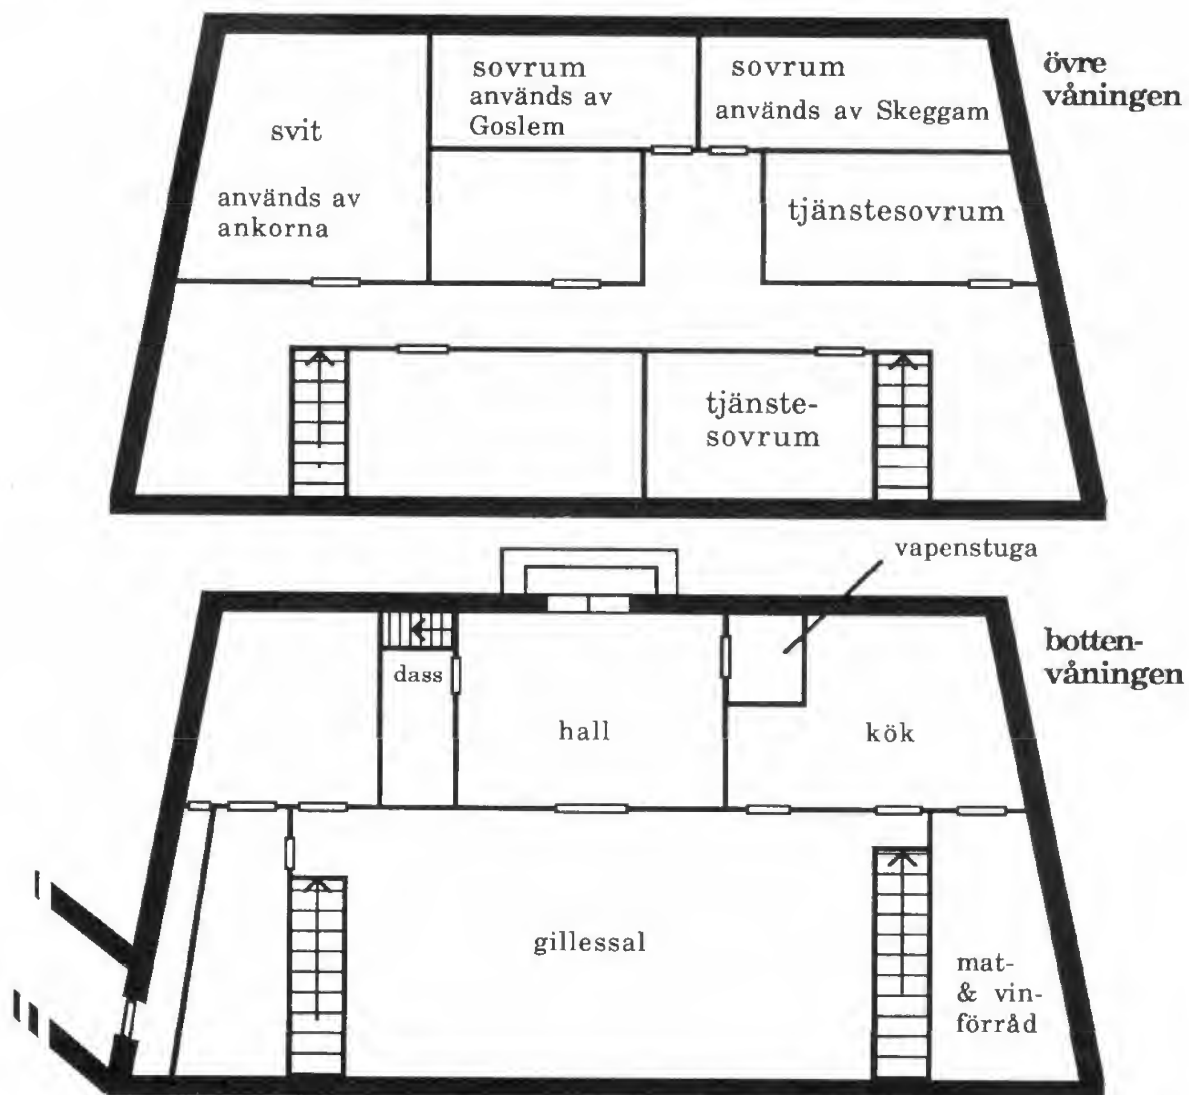 övre
våningen
sovrum
används av
Goslem
sovrum
används av Skeggam
svit
används av
ankorna
tjänstesovrum
tjänste-
sovrum
vapenstuga
botten-
våningen
dass
hall
kök
gillessal
mat-
& vin-
förråd